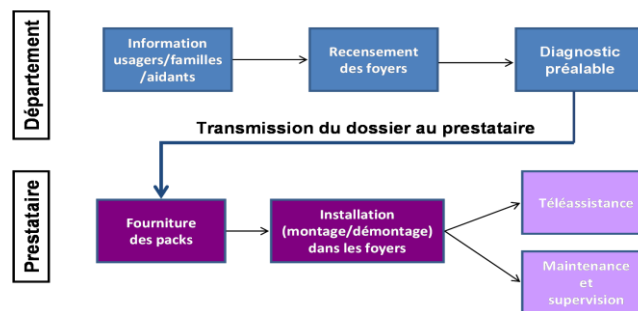 Département
Information
usagers/familles
/aidants
Recensement
des foyers
Diagnostic
préalable
Transmission du dossier au prestataire
Prestataire
Fourniture
des packs
Installation
(montage/démontage)
dans les foyers
Téléassistance
Maintenance
et
supervision